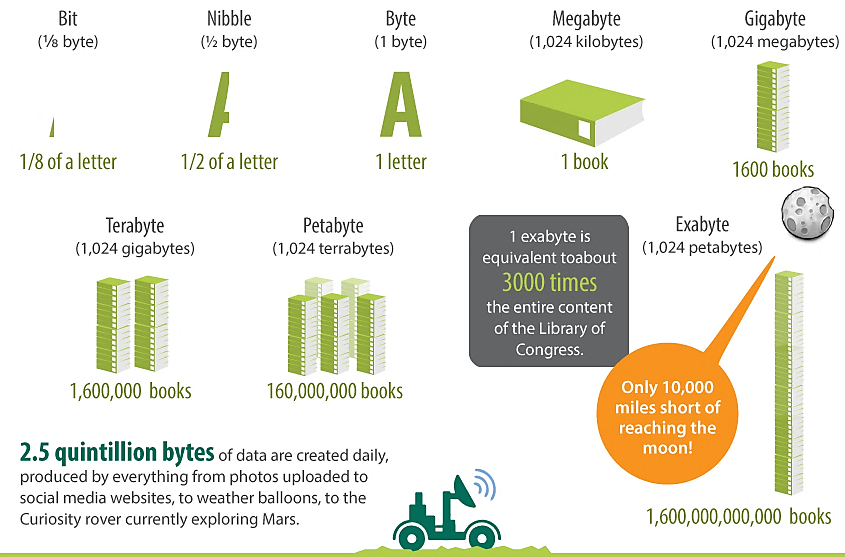 Bit
(⅛ byte)
1/8 of a letter
Nibble
(½ byte)
1/2 of a letter
Byte
(1 byte)
A
1 letter
Megabyte
(1,024 kilobytes)
1 book
Gigabyte
(1,024 megabytes)
1600 books
Terabyte
(1,024 gigabytes)
1,600,000 books
Petabyte
(1,024 terrabytes)
160,000,000 books
1 exabyte is
equivalent toabout
3000 times
the entire content
of the Library of
Congress.
Exabyte
(1,024 petabytes)
Only 10,000
miles short of
reaching the
moon!
1,600,000,000,000 books
2.5 quintillion bytes of data are created daily,
produced by everything from photos uploaded to
social media websites, to weather balloons, to the
Curiosity rover currently exploring Mars.